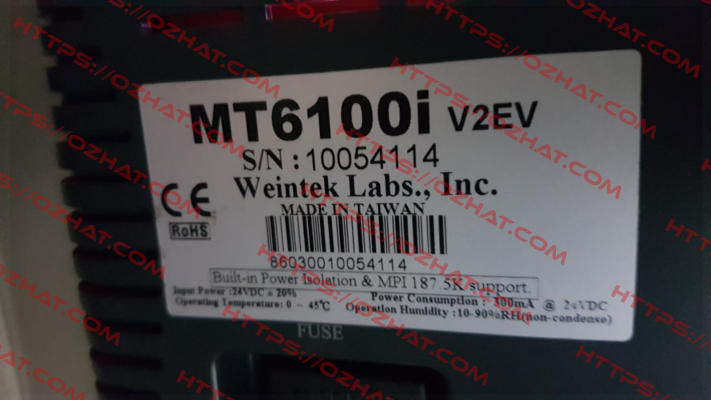 MT6100i V2EV
S/N : 10054114
Weintek Labs., Inc.
MADE IN TAIWAN
CE
RoHS
86030010054114
Built-in Power Isolation & MPI 187.5K support.
Input Power :24VDC ± 20% Power Consumption : 300mA @ 24VDC
Operating Temperature: 0 ~ 45℃ Operation Humidity :10-90%RH(non-condense)
FUSE
HTTPS://OZHAT.COM